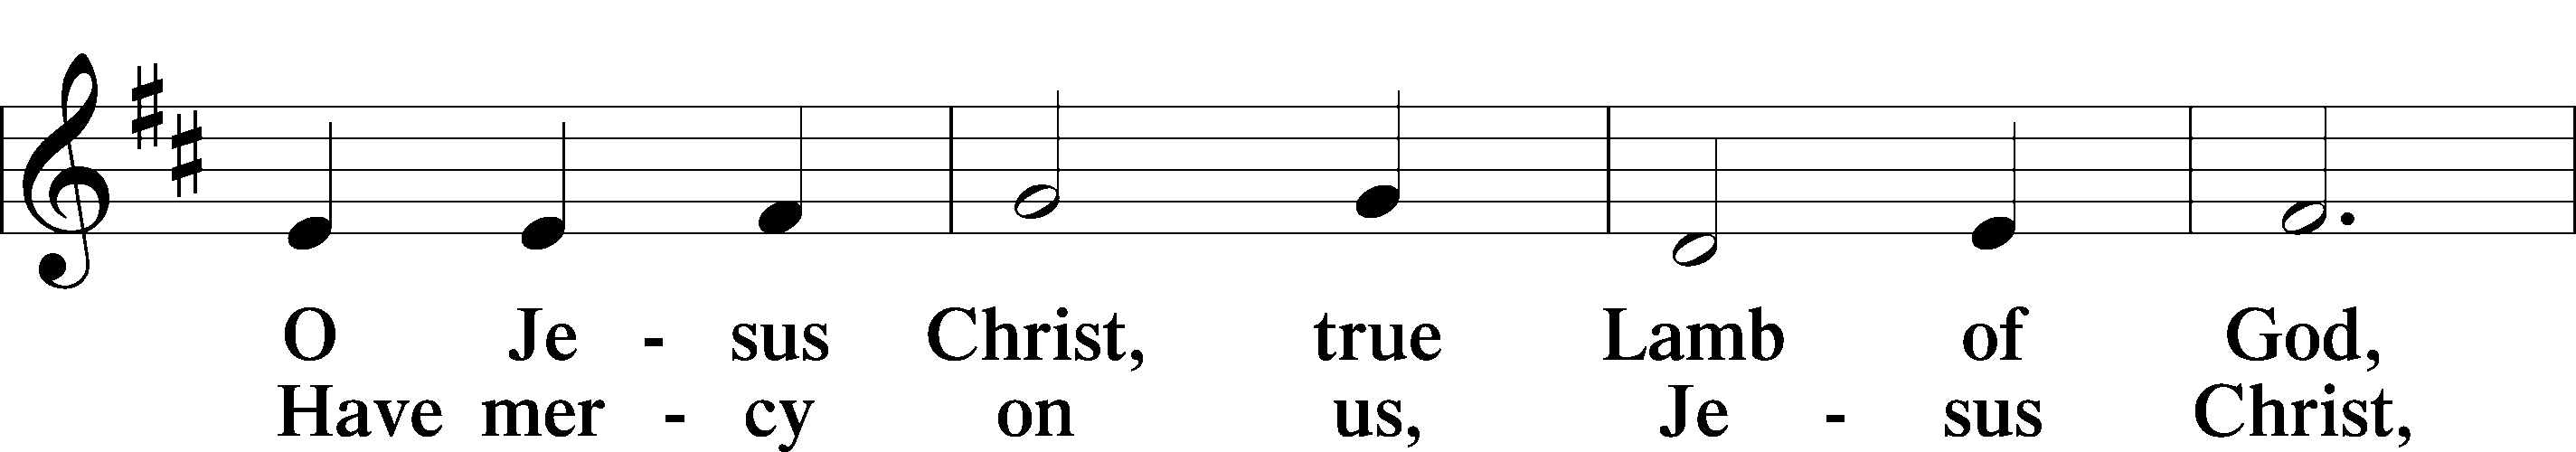 O Je - sus Christ, true Lamb of God,
Have mer - cy on us, Je - sus Christ,